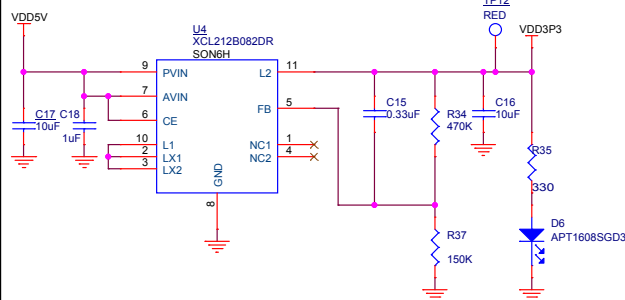 TP12
RED
VDD5V
VDD3P3
U4
XCL212B082DR
SON6H
9 PVIN L2 11
7 AVIN
6 CE FB 5
10 L1 NC1 1
2 LX1 NC2 4
3 LX2
GND
8
C17
10uF
C18
1uF
C15
0.33uF
R34
470K
C16
10uF
R35
330
R37
150K
D6
APT1608SGD3